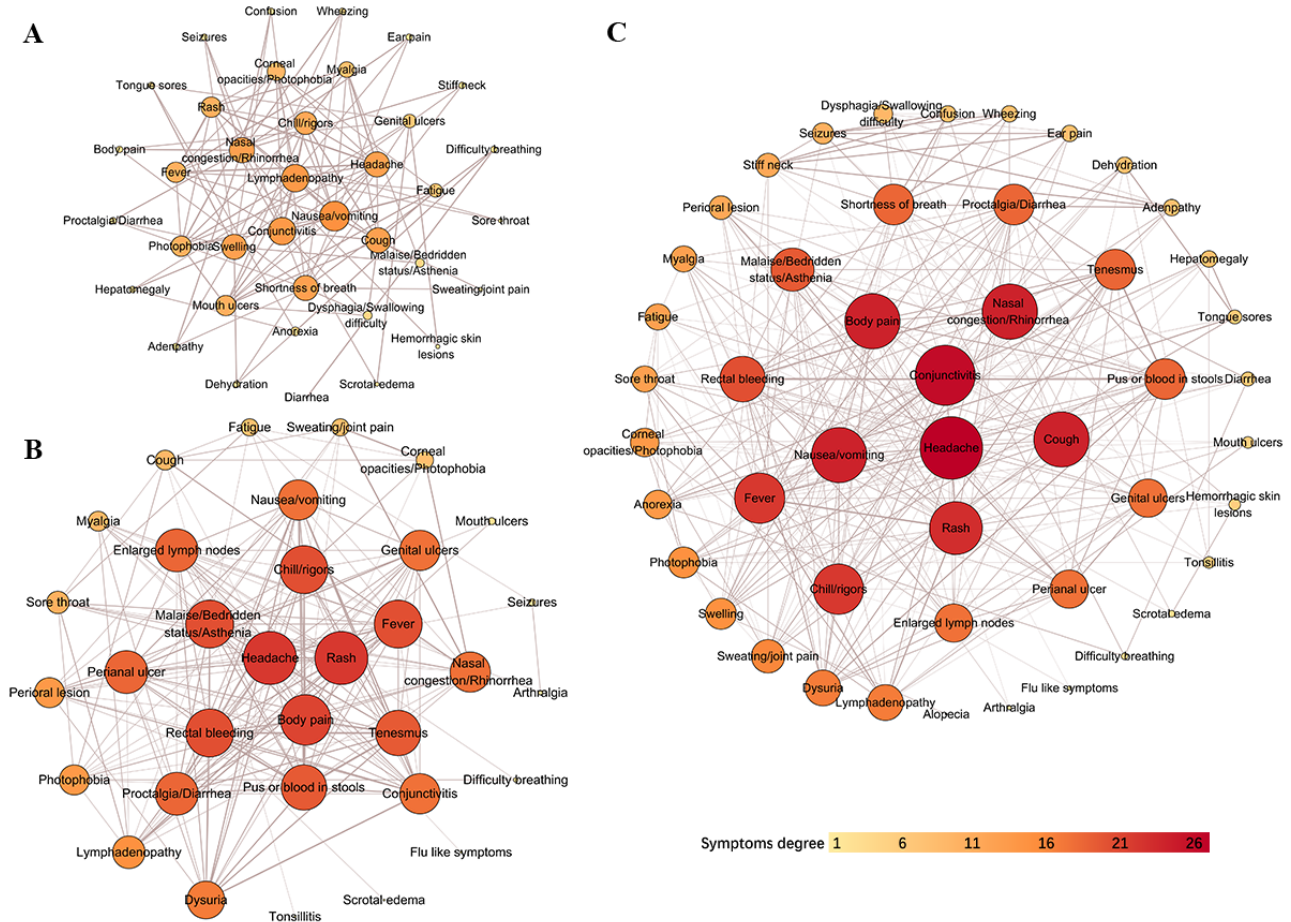 A
Confusion
Wheezing
Seizures
Ear pain
Corneal
opacities/Photophobia
Myalgia
Tongue sores
Stiff neck
Rash
Chill/rigors
Genital ulcers
Nasal
congestion/Rhinorrhea
Body pain
Difficulty breathing
Fever
Lymphadenopathy
Headache
Fatigue
Proctalgia/Diarrhea
Nausea/vomiting
Sore throat
Photophobia
Swelling
Conjunctivitis
Cough
Malaise/Bedridden
status/Asthenia
Hepatomegaly
Shortness of breath
Sweating/joint pain
Mouth ulcers
Dysphagia/Swallowing
difficulty
Anorexia
Hemorrhagic skin
lesions
Adenpathy
Dehydration
Scrotal edema
Diarrhea
B
Fatigue
Sweating/joint pain
Cough
Corneal
opacities/Photophobia
Nausea/vomiting
Myalgia
Mouth ulcers
Enlarged lymph nodes
Genital ulcers
Chill/rigors
Sore throat
Seizures
Malaise/Bedridden
status/Asthenia
Fever
Headache
Rash
Perianal ulcer
Nasal
congestion/Rhinorrhea
Perioral lesion
Arthralgia
Body pain
Rectal bleeding
Tenesmus
Photophobia
Difficulty breathing
Proctalgia/Diarrhea
Pus or blood in stools
Conjunctivitis
Lymphadenopathy
Flu like symptoms
Dysuria
Scrotal edema
Tonsillitis
C
Dysphagia/Swallowing
difficulty
Confusion
Wheezing
Seizures
Ear pain
Stiff neck
Dehydration
Perioral lesion
Shortness of breath
Proctalgia/Diarrhea
Adenpathy
Myalgia
Malaise/Bedridden
status/Asthenia
Tenesmus
Hepatomegaly
Fatigue
Body pain
Nasal
congestion/Rhinorrhea
Tongue sores
Sore throat
Rectal bleeding
Conjunctivitis
Pus or blood in stools
Diarrhea
Corneal
opacities/Photophobia
Nausea/vomiting
Headache
Cough
Mouth ulcers
Anorexia
Fever
Genital ulcers
Hemorrhagic skin
lesions
Rash
Photophobia
Chill/rigors
Perianal ulcer
Tonsillitis
Swelling
Enlarged lymph nodes
Scrotal edema
Sweating/joint pain
Difficulty breathing
Dysuria
Lymphadenopathy
Alopecia
Arthralgia
Flu like symptoms
Symptoms degree 1 6 11 16 21 26